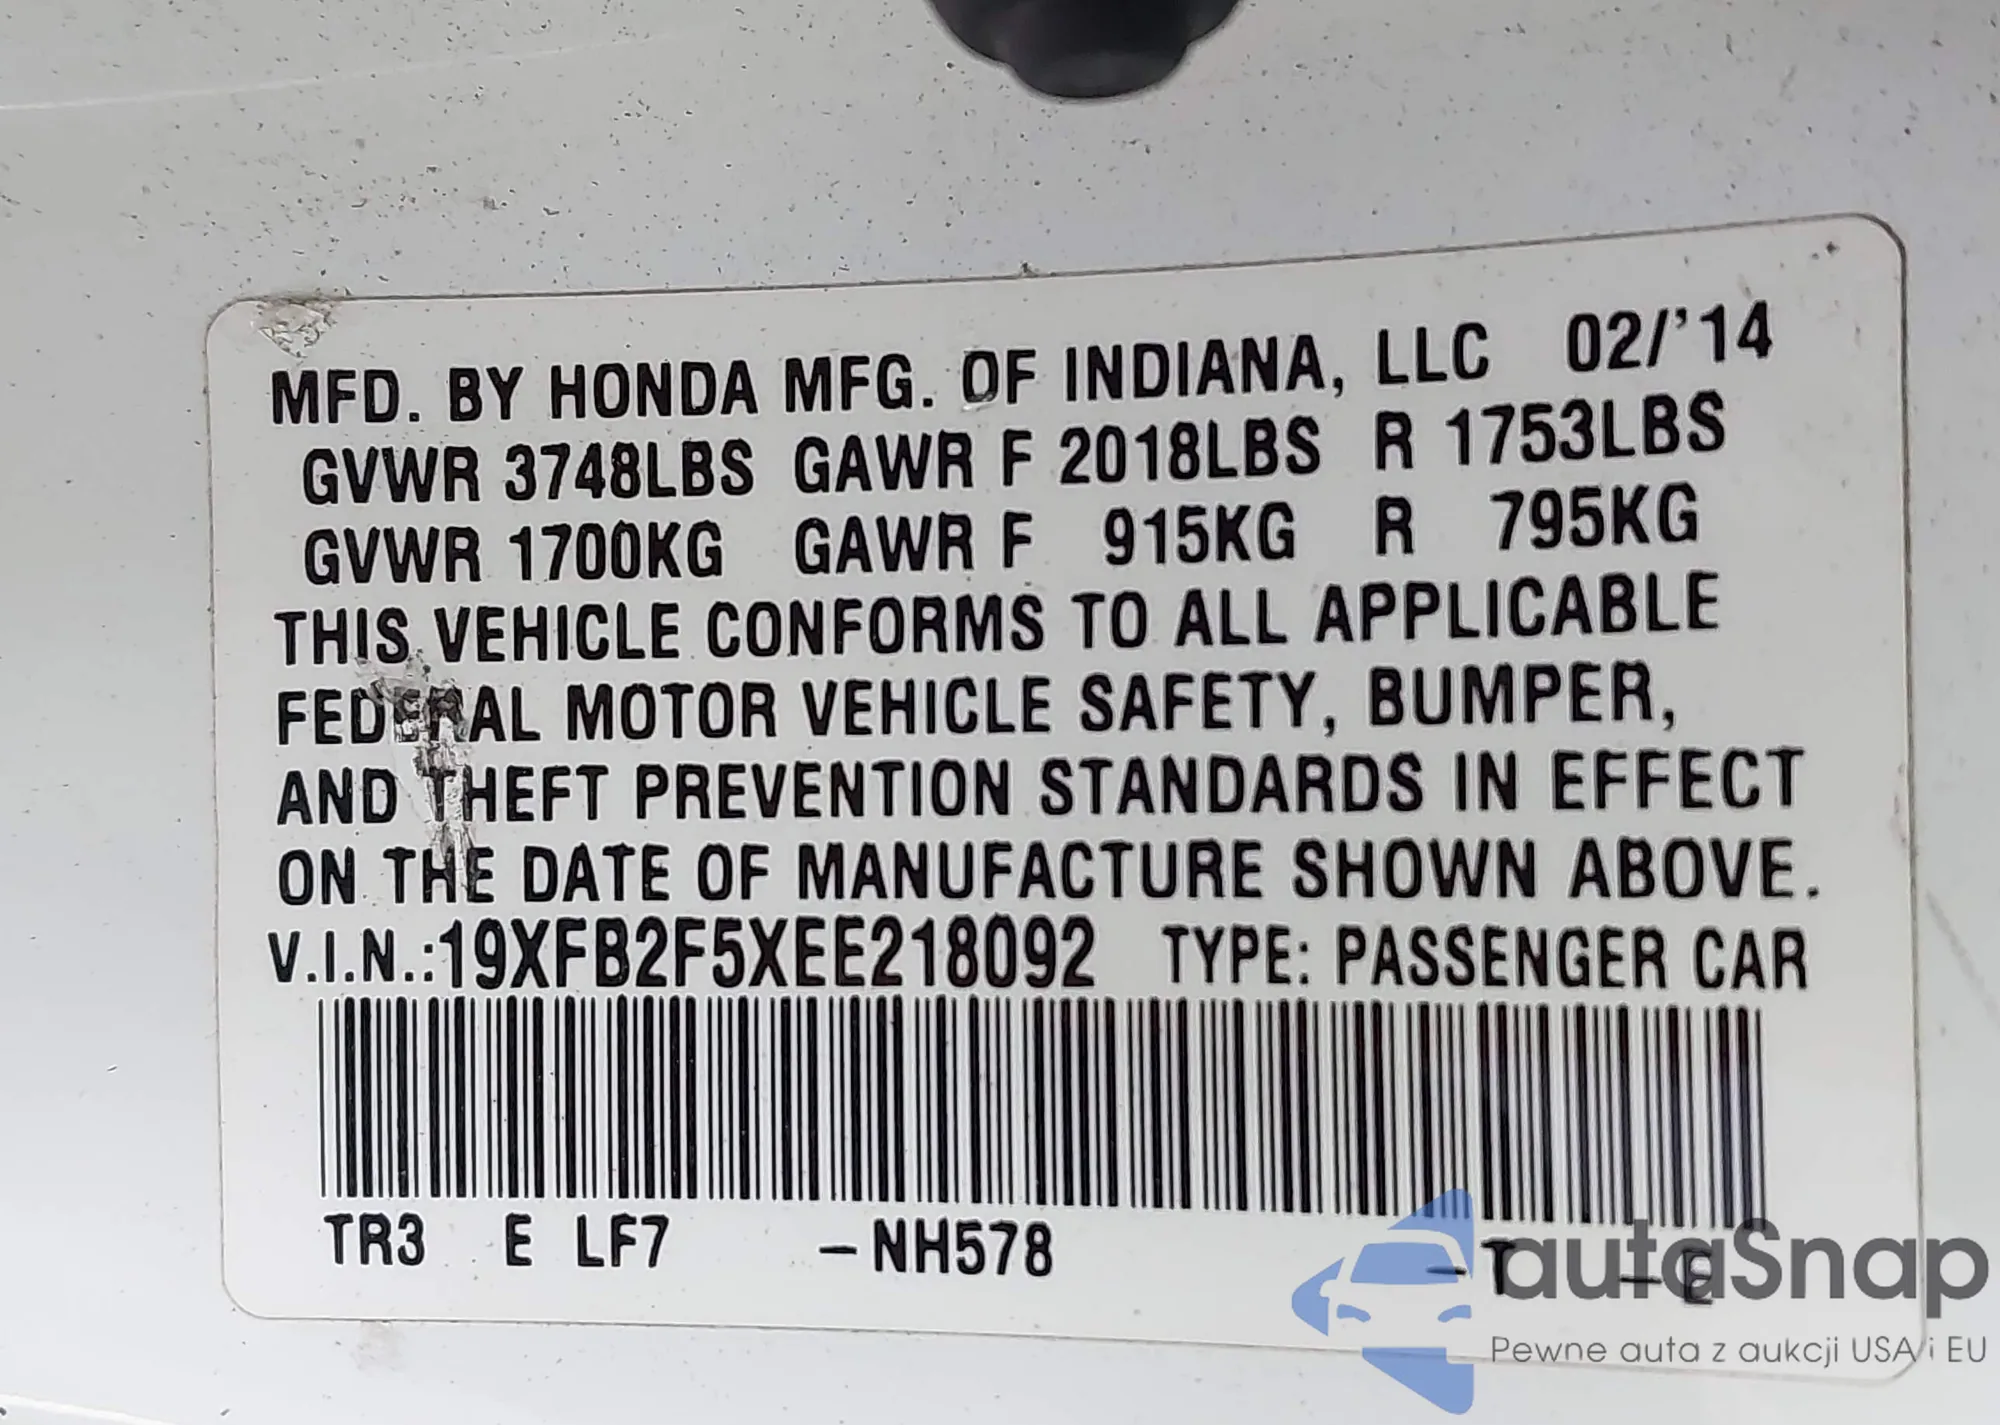 MFD. BY HONDA MFG. OF INDIANA, LLC 02/'14
GVWR 3748LBS GAWR F 2018LBS R 1753LBS
GVWR 1700KG GAWR F 915KG R 795KG
THIS VEHICLE CONFORMS TO ALL APPLICABLE
FEDERAL MOTOR VEHICLE SAFETY, BUMPER,
AND THEFT PREVENTION STANDARDS IN EFFECT
ON THE DATE OF MANUFACTURE SHOWN ABOVE.
V.I.N.:19XFB2F5XEE218092 TYPE: PASSENGER CAR
TR3 E LF7 -NH578 -T -E
autaSnap
Pewne auta z aukcji USA i EU